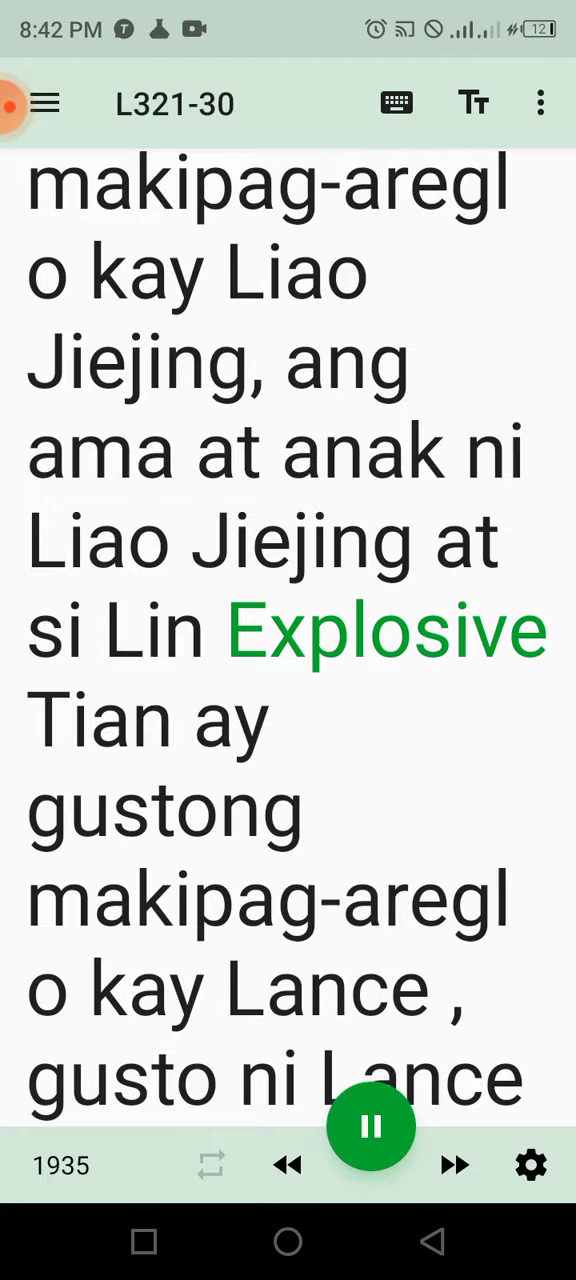 8:42 PM
12
L321-30
makipag-aregl
o kay Liao
Jiejing, ang
ama at anak ni
Liao Jiejing at
si Lin Explosive
Tian ay
gustong
makipag-aregl
o kay Lance ,
gusto ni Lance
1935